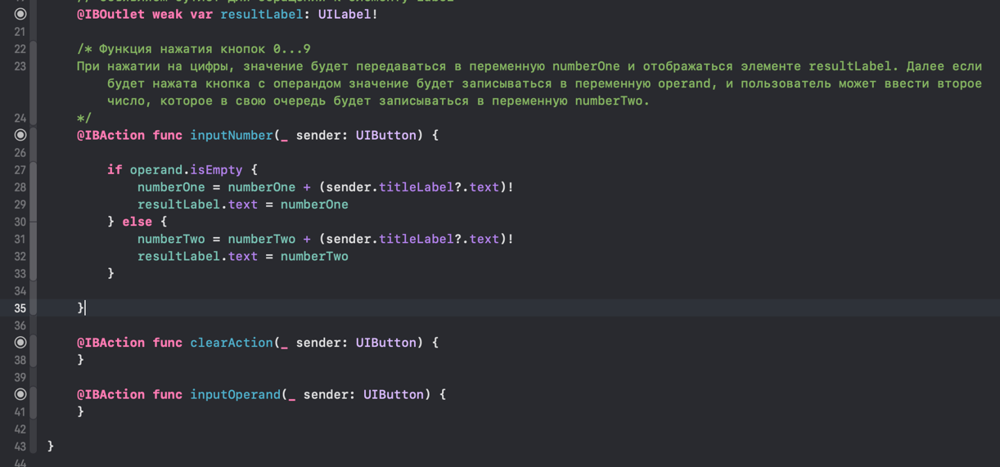 @IBOutlet weak var resultLabel: UILabel!
21
22 /* Функция нажатия кнопок 0...9
23 При нажатии на цифры, значение будет передаваться в переменную numberOne и отображаться элементе resultLabel. Далее если
будет нажата кнопка с операндом значение будет записываться в переменную operand, и пользователь может ввести второе
число, которое в свою очередь будет записываться в переменную numberTwo.
24 */
@IBAction func inputNumber(_ sender: UIButton) {
26
27 if operand.isEmpty {
28 numberOne = numberOne + (sender.titleLabel?.text)!
29 resultLabel.text = numberOne
30 } else {
31 numberTwo = numberTwo + (sender.titleLabel?.text)!
32 resultLabel.text = numberTwo
33 }
34
35 }
36
@IBAction func clearAction(_ sender: UIButton) {
38 }
39
@IBAction func inputOperand(_ sender: UIButton) {
41 }
42
43 }
44